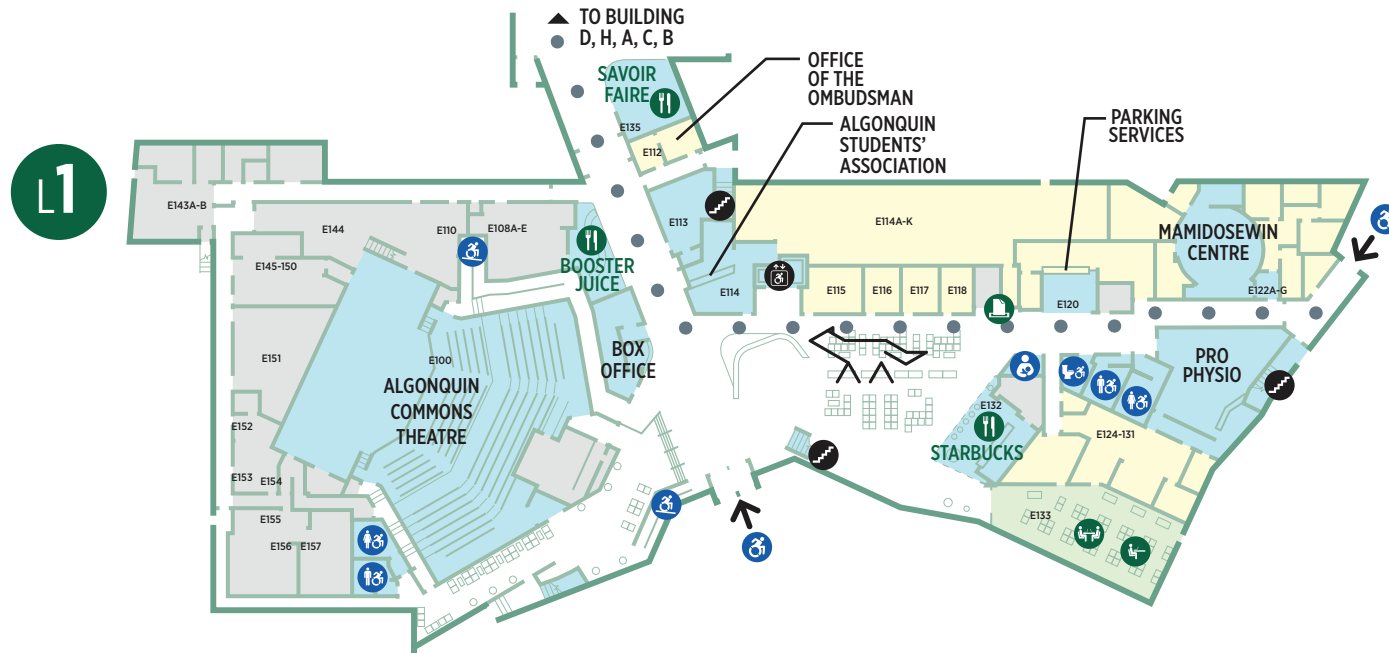 TO BUILDING
D, H, A, C, B
SAVOIR
FAIRE
E135
OFFICE
OF THE
OMBUDSMAN
E112
ALGONQUIN
STUDENTS'
ASSOCIATION
PARKING
SERVICES
L1
E143A-B
E144
E110
E108A-E
E113
E114A-K
MAMIDOSEWIN
CENTRE
E145-150
BOOSTER
JUICE
E114
E115
E116
E117
E118
E120
E122A-G
E151
E100
ALGONQUIN
COMMONS
THEATRE
BOX
OFFICE
PRO
PHYSIO
E132
STARBUCKS
E124-131
E152
E153
E154
E155
E156
E157
E133